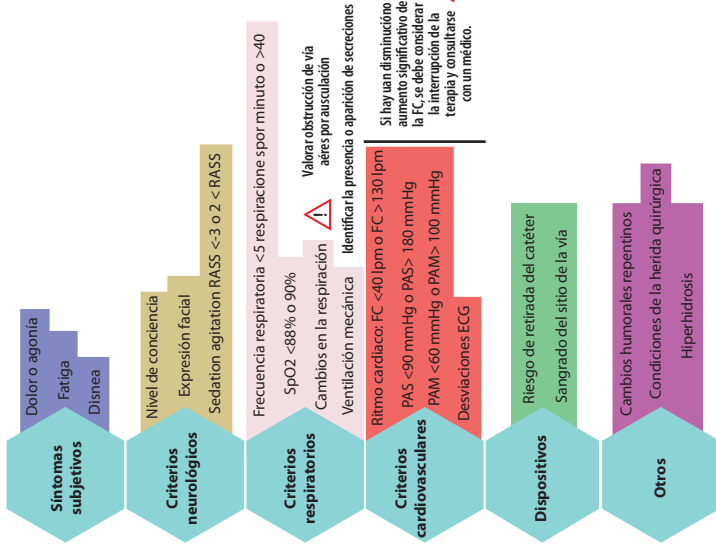 Síntomas
subjetivos
Dolor o agonía
Fatiga
Disnea
Criterios
neurológicos
Nivel de conciencia
Expresión facial
Sedation agitation RASS <-3 o 2 < RASS
Criterios
respiratorios
Frecuencia respiratoria <5 respiracione spor minuto o >40
SpO2 <88% o 90%
Cambios en la respiración
Ventilación mecánica
!
Valorar obstrucción de vía
aéres por ausculación
Identificar la presencia o aparición de secreciones
Criterios
cardiovasculares
Ritmo cardiaco: FC <40 lpm o FC >130 lpm
PAS <90 mmHg o PAS> 180 mmHg
PAM <60 mmHg o PAM> 100 mmHg
Desviaciones ECG
Si hay uan disminucióno
aumento significativo de
la FC, se debe considerar
la interrupción de la
terapia y consultarse
con un médico.
Dispositivos
Riesgo de retirada del catéter
Sangrado del sitio de la vía
Otros
Cambios humorales repentinos
Condiciones de la herida quirúrgica
Hiperhidrosis